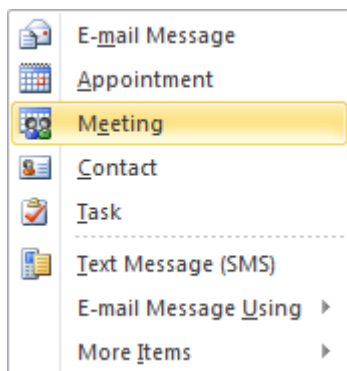 E-mail Message
Appointment
Meeting
Contact
Task
Text Message (SMS)
E-mail Message Using
More Items